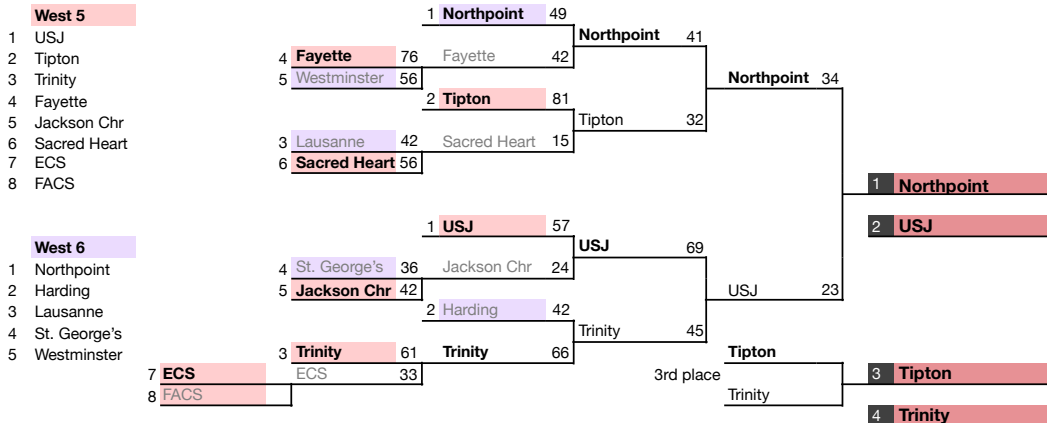 West 5
1 USJ
2 Tipton
3 Trinity
4 Fayette
5 Jackson Chr
6 Sacred Heart
7 ECS
8 FACS
West 6
1 Northpoint
2 Harding
3 Lausanne
4 St. George's
5 Westminster
7 ECS
8 FACS
4 Fayette 76
5 Westminster 56
3 Lausanne 42
6 Sacred Heart 56
4 St. George's 36
5 Jackson Chr 42
3 Trinity 61
ECS 33
1 Northpoint 49
Fayette 42
2 Tipton 81
Sacred Heart 15
1 USJ 57
Jackson Chr 24
2 Harding 42
Trinity 66
Northpoint 41
Tipton 32
USJ 69
Trinity 45
Northpoint 34
USJ 23
Tipton
3rd place
Trinity
1 Northpoint
2 USJ
3 Tipton
4 Trinity